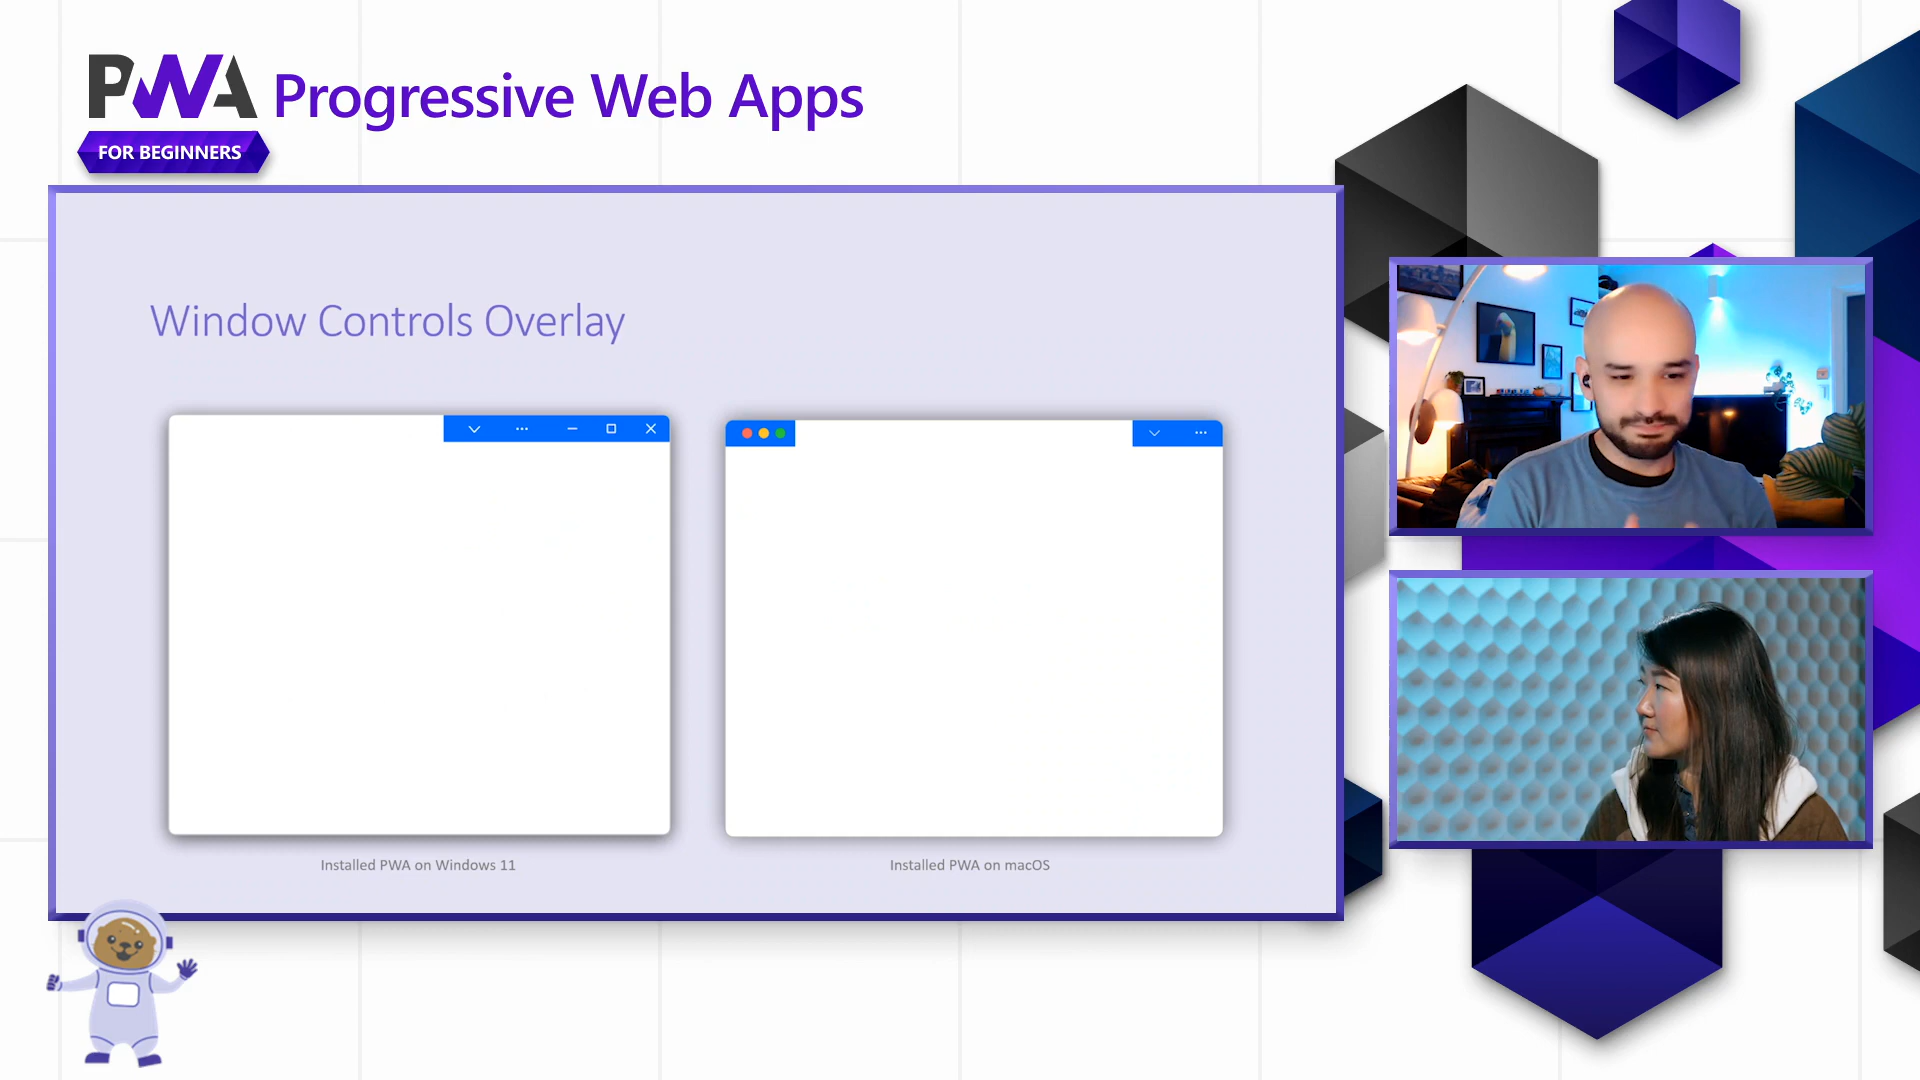 PWA Progressive Web Apps
FOR BEGINNERS
Window Controls Overlay
Installed PWA on Windows 11
Installed PWA on macOS